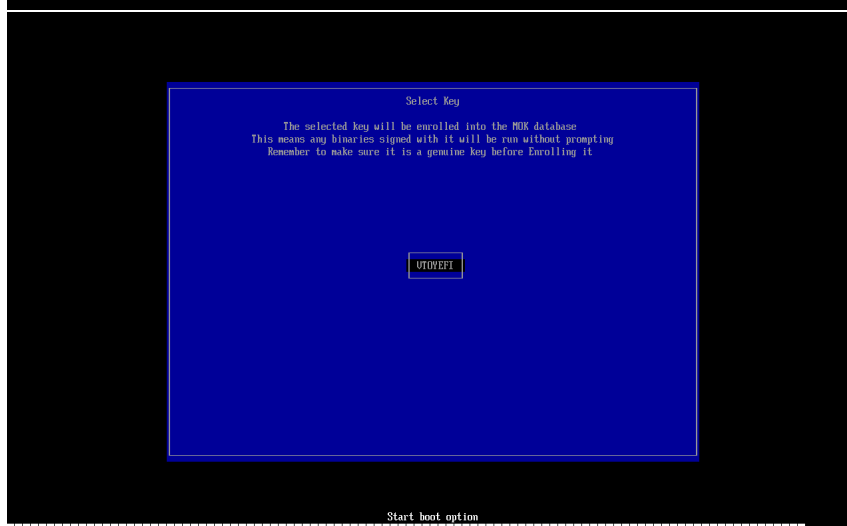 Select Key
The selected key will be enrolled into the MOK database
This means any binaries signed with it will be run without prompting
Remember to make sure it is a genuine key before Enrolling it
VTOYEFI
Start boot option